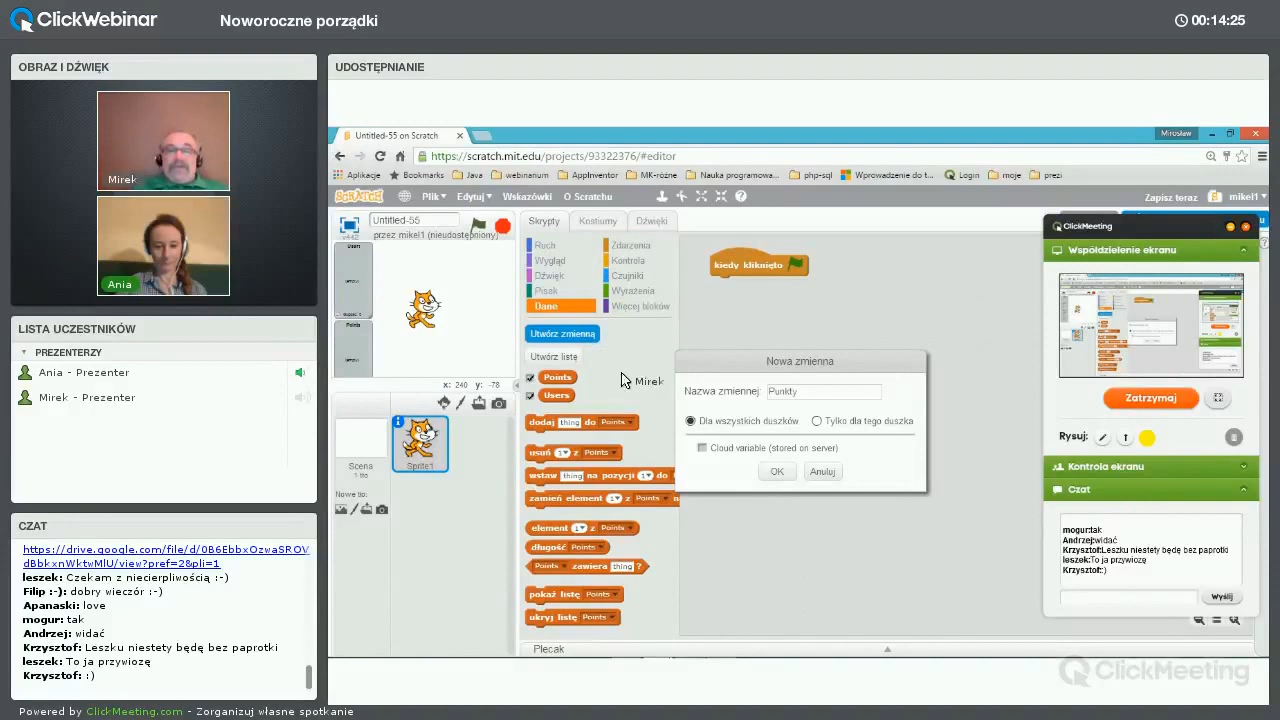 ClickWebinar
Noworoczne porządki
00:14:25
OBRAZ I DŹWIĘK
Mirek
Ania
LISTA UCZESTNIKÓW
PREZENTERZY
Ania - Prezenter
Mirek - Prezenter
CZAT
https://drive.google.com/file/d/0B6EbbxOzwaSROV
dBbkxnWktwMlU/view?pref=2&pli=1
leszek: Czekam z niecierpliwością :-)
Filip :-): dobry wieczór :-)
Apanaski: love
mogur: tak
Andrzej: widać
Krzysztof: Leszku niestety będę bez paprotki
leszek: To ja przywiozę
Krzysztof: :)
Powered by ClickMeeting.com - Zorganizuj własne spotkanie
UDOSTĘPNIANIE
Untitled-55 on Scratch
Mirosław
https://scratch.mit.edu/projects/93322376/#editor
Aplikacje Bookmarks Java webinarium AppInventor MK-różne Nauka programowa... php-sql Wprowadzenie do t... Login moje prezi
SCRATCH Plik Edytuj Wskazówki O Scratchu Zapisz teraz mikel1
Untitled-55
przez mikel1 (nieudostępniony)
Users
Points
x: 240 y: -78
Sprite1
Scena
1 tło
Nowe tło:
Skrypty Kostiumy Dźwięki
Ruch Zdarzenia
Wygląd Kontrola
Dźwięk Czujniki
Pisak Wyrażenia
Dane Więcej bloków
Utwórz zmienną
Utwórz listę
Points
Users
dodaj thing do Points
usuń 1 z Points
wstaw thing na pozycji 1 do
zamień element 1 z Points n
element 1 z Points
długość Points
Points zawiera thing ?
pokaż listę Points
ukryj listę Points
Mirek
kiedy kliknięto
Nowa zmienna
Nazwa zmiennej: Punkty
Dla wszystkich duszków Tylko dla tego duszka
Cloud variable (stored on server)
OK Anuluj
Plecak
ClickMeeting
Współdzielenie ekranu
Zatrzymaj
Rysuj:
Kontrola ekranu
Czat
mogur:tak
Andrzej:widać
Krzysztof:Leszku niestety będę bez paprotki
leszek:To ja przywiozę
Krzysztof::)
Wyślij
ClickMeeting